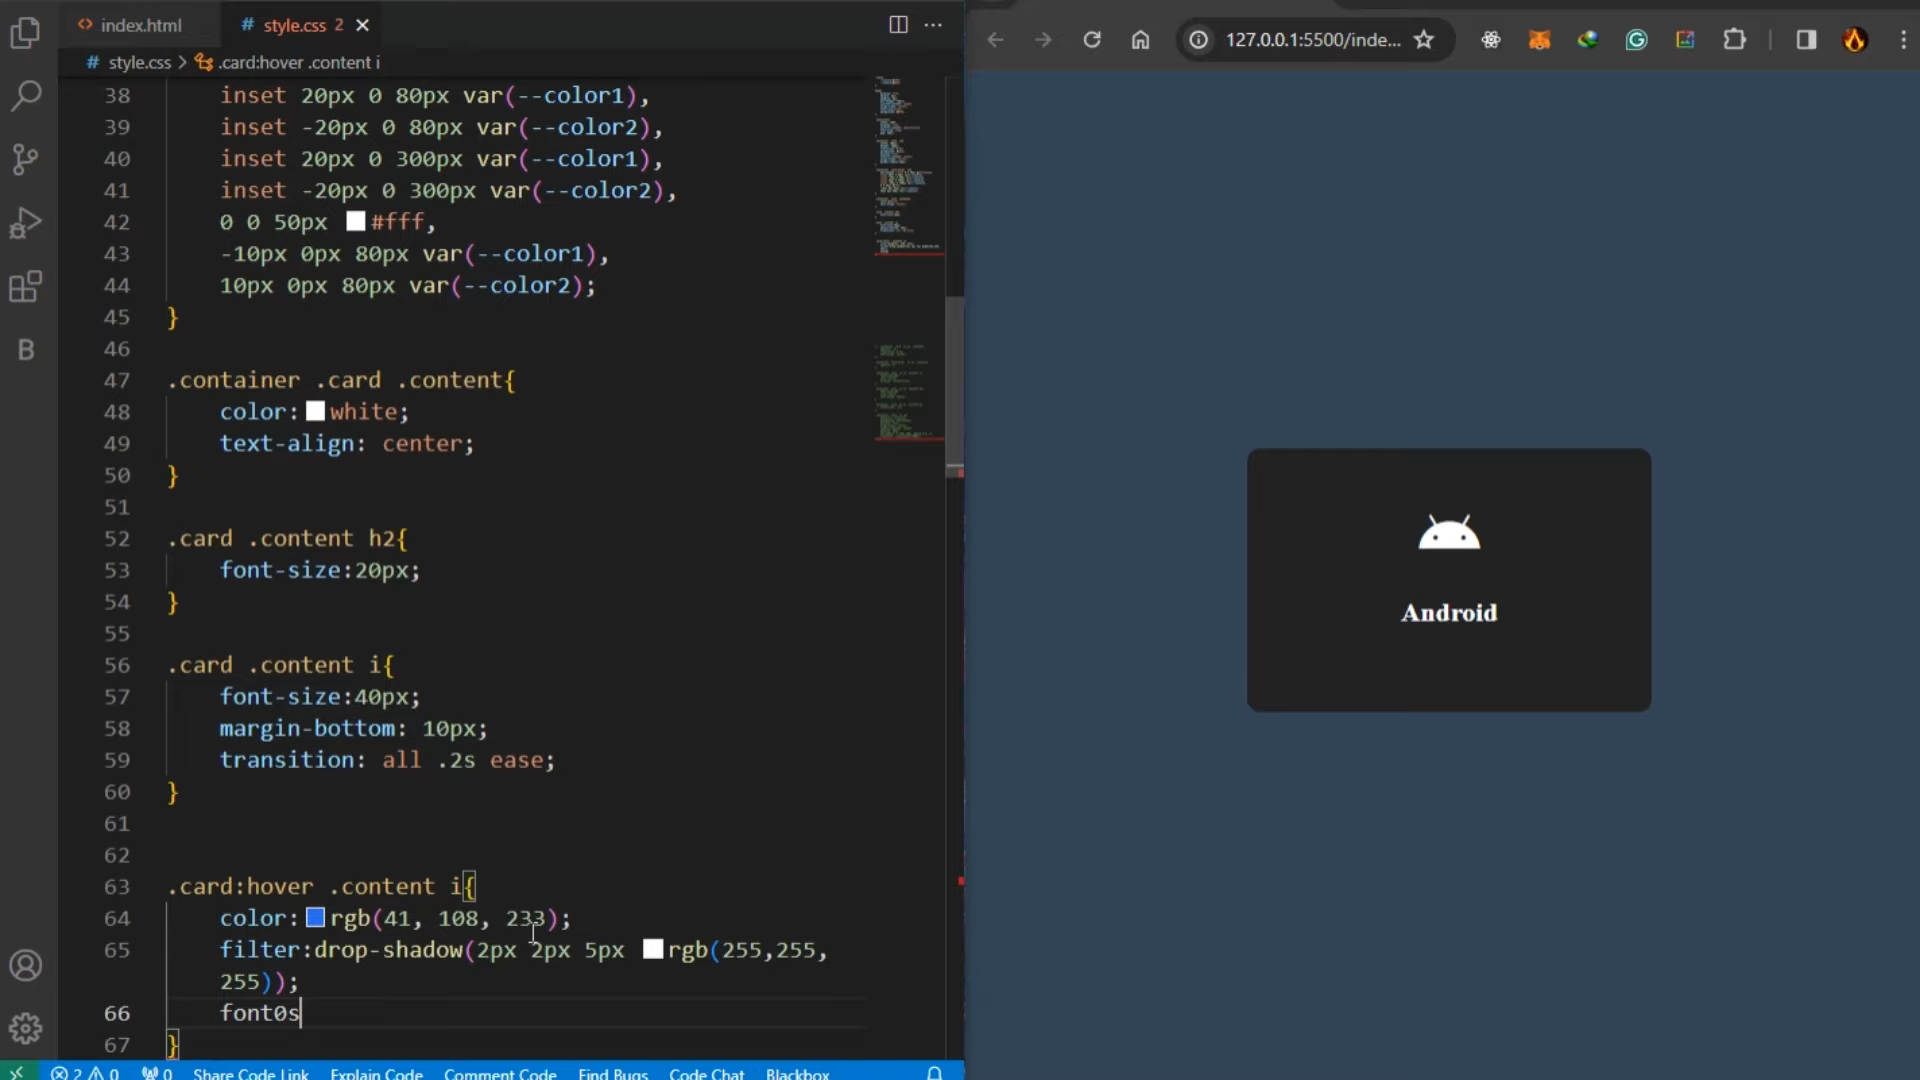 index.html
style.css 2
style.css > .card:hover .content i
38 inset 20px 0 80px var(--color1),
39 inset -20px 0 80px var(--color2),
40 inset 20px 0 300px var(--color1),
41 inset -20px 0 300px var(--color2),
42 0 0 50px #fff,
43 -10px 0px 80px var(--color1),
44 10px 0px 80px var(--color2);
45 }
46
47 .container .card .content{
48 color: white;
49 text-align: center;
50 }
51
52 .card .content h2{
53 font-size:20px;
54 }
55
56 .card .content i{
57 font-size:40px;
58 margin-bottom: 10px;
59 transition: all .2s ease;
60 }
61
62
63 .card:hover .content i{
64 color: rgb(41, 108, 233);
65 filter:drop-shadow(2px 2px 5px rgb(255,255,
255));
66 font0s
67 }
2 0 0 Share Code Link Explain Code Comment Code Find Bugs Code Chat Blackbox
127.0.0.1:5500/inde...
Android